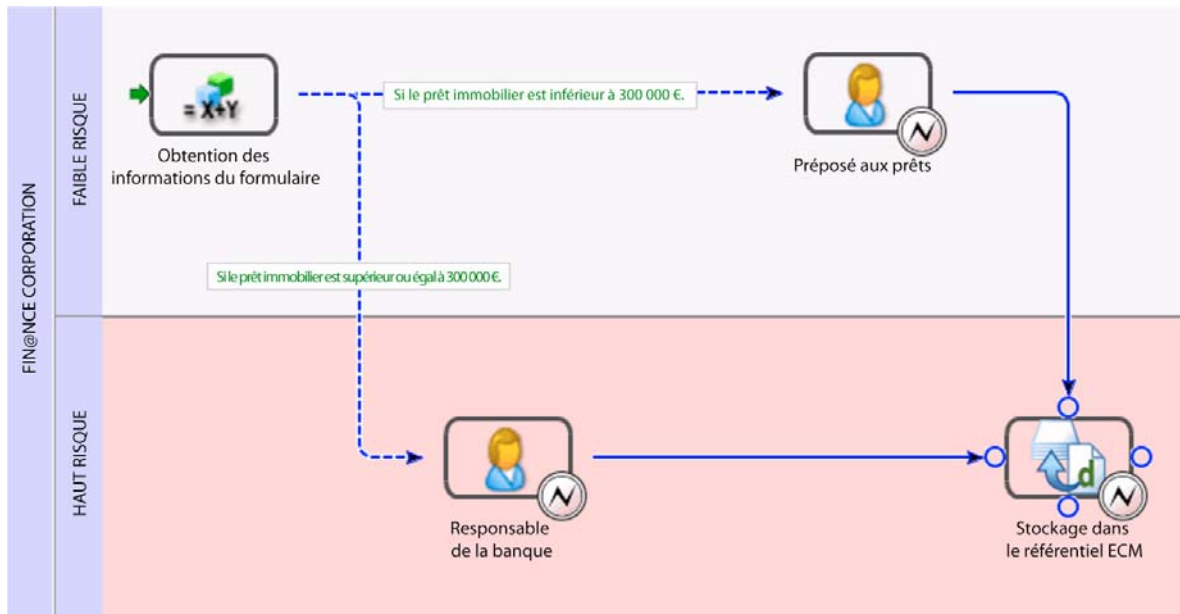 FIN@NCE CORPORATION
FAIBLE RISQUE
= X+Y
Obtention des
informations du formulaire
Si le prêt immobilier est inférieur à 300 000 €.
Préposé aux prêts
Si le prêt immobilier est supérieur ou égal à 300 000 €.
HAUT RISQUE
Responsable
de la banque
d
Stockage dans
le référentiel ECM